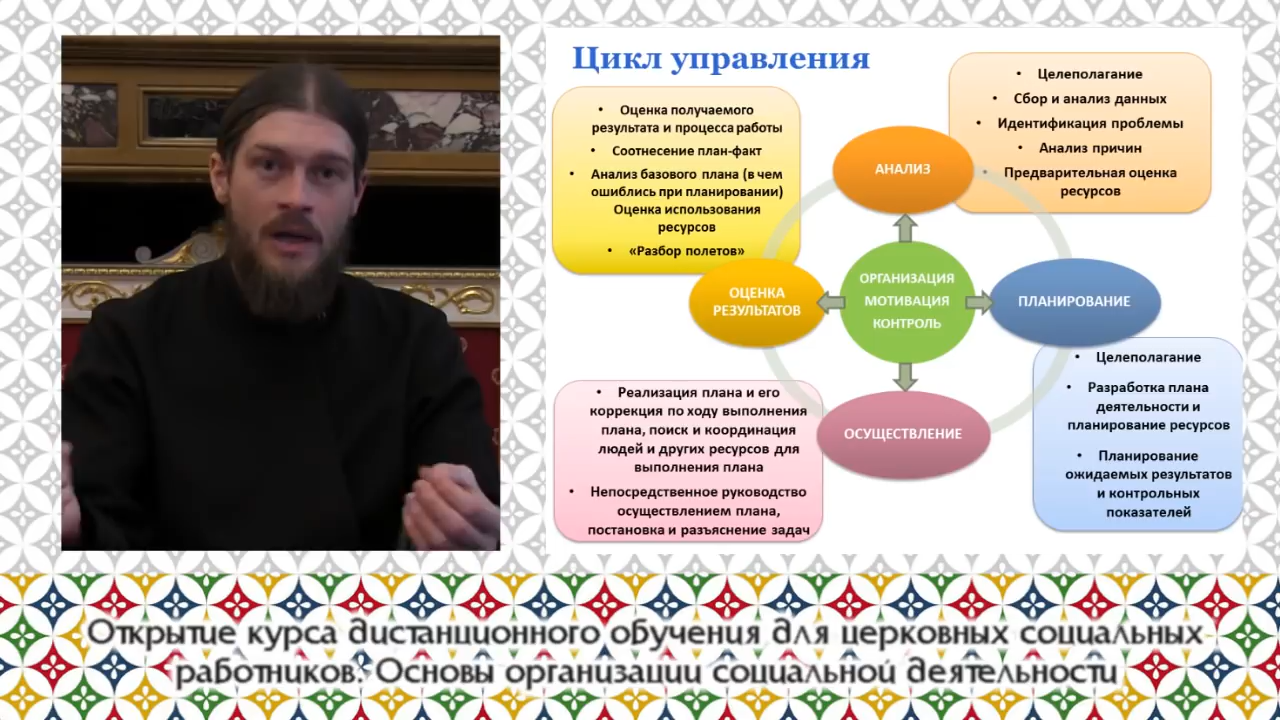 Цикл управления
• Оценка получаемого
результата и процесса работы
• Соотнесение план-факт
• Анализ базового плана (в чем
ошиблись при планировании)
Оценка использования
ресурсов
• «Разбор полетов»
• Целеполагание
• Сбор и анализ данных
• Идентификация проблемы
• Анализ причин
• Предварительная оценка
ресурсов
АНАЛИЗ
ОЦЕНКА
РЕЗУЛЬТАТОВ
ОРГАНИЗАЦИЯ
МОТИВАЦИЯ
КОНТРОЛЬ
ПЛАНИРОВАНИЕ
ОСУЩЕСТВЛЕНИЕ
• Реализация плана и его
коррекция по ходу выполнения
плана, поиск и координация
людей и других ресурсов для
выполнения плана
• Непосредственное руководство
осуществлением плана,
постановка и разъяснение задач
• Целеполагание
• Разработка плана
деятельности и
планирование ресурсов
• Планирование
ожидаемых результатов
и контрольных
показателей
Открытие курса дистанционного обучения для церковных социальных
работников. Основы организации социальной деятельности